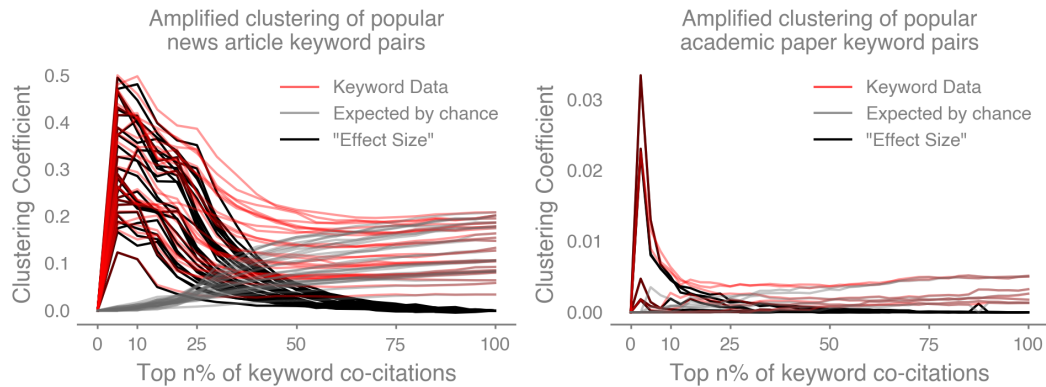 Amplified clustering of popular
news article keyword pairs
Clustering Coefficient
0.5
0.4
0.3
0.2
0.1
0.0
Keyword Data
Expected by chance
"Effect Size"
0 10 25 50 75 100
Top n% of keyword co-citations
Amplified clustering of popular
academic paper keyword pairs
Clustering Coefficient
0.03
0.02
0.01
0.00
Keyword Data
Expected by chance
"Effect Size"
0 10 25 50 75 100
Top n% of keyword co-citations